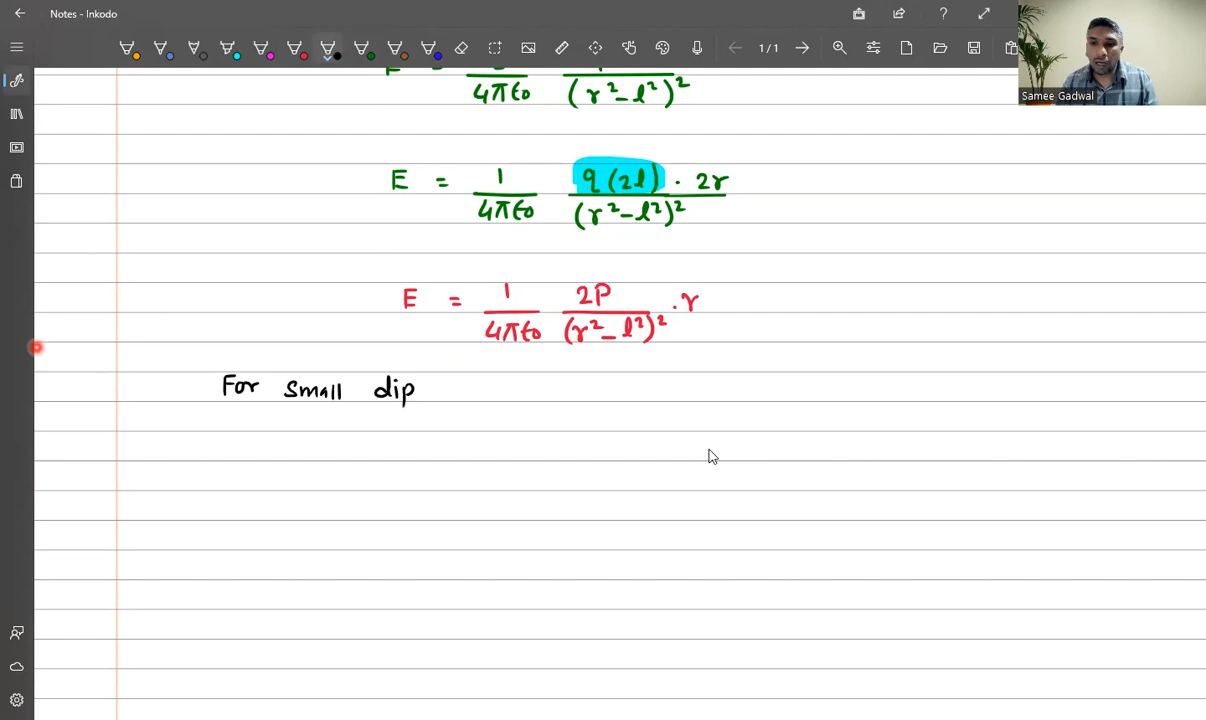 Notes - Inkodo
1/1
Samee Gadwal
4πε₀ (r²-l²)²
E = 1/4πε₀ q(2l) · 2r/(r²-l²)²
E = 1/4πε₀ 2P/(r²-l²)² · r
For small dip